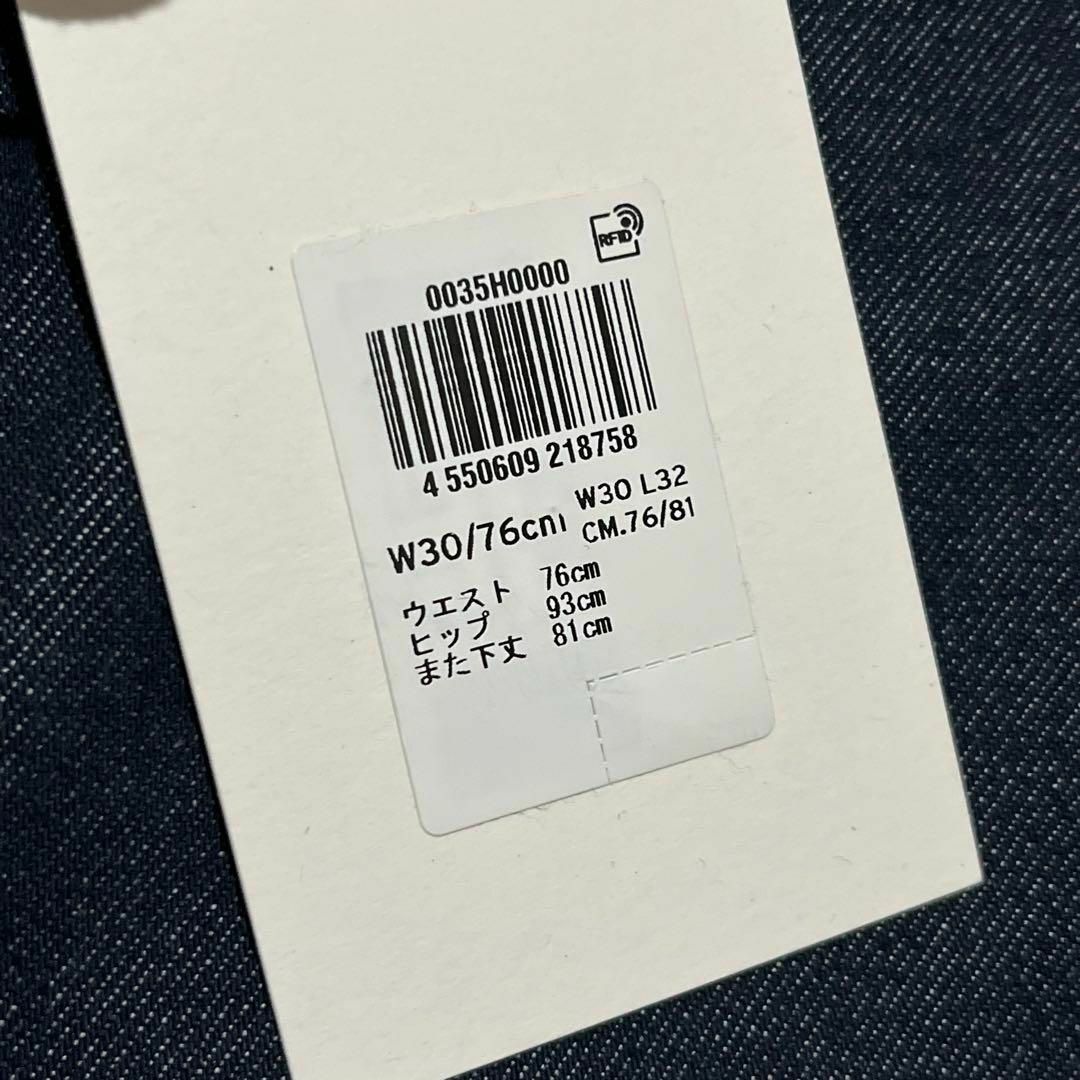 RFID
0035H0000
4 550609 218758
W30/76cm
W30 L32
CM.76/81
ウエスト 76cm
ヒップ 93cm
また下丈 81cm